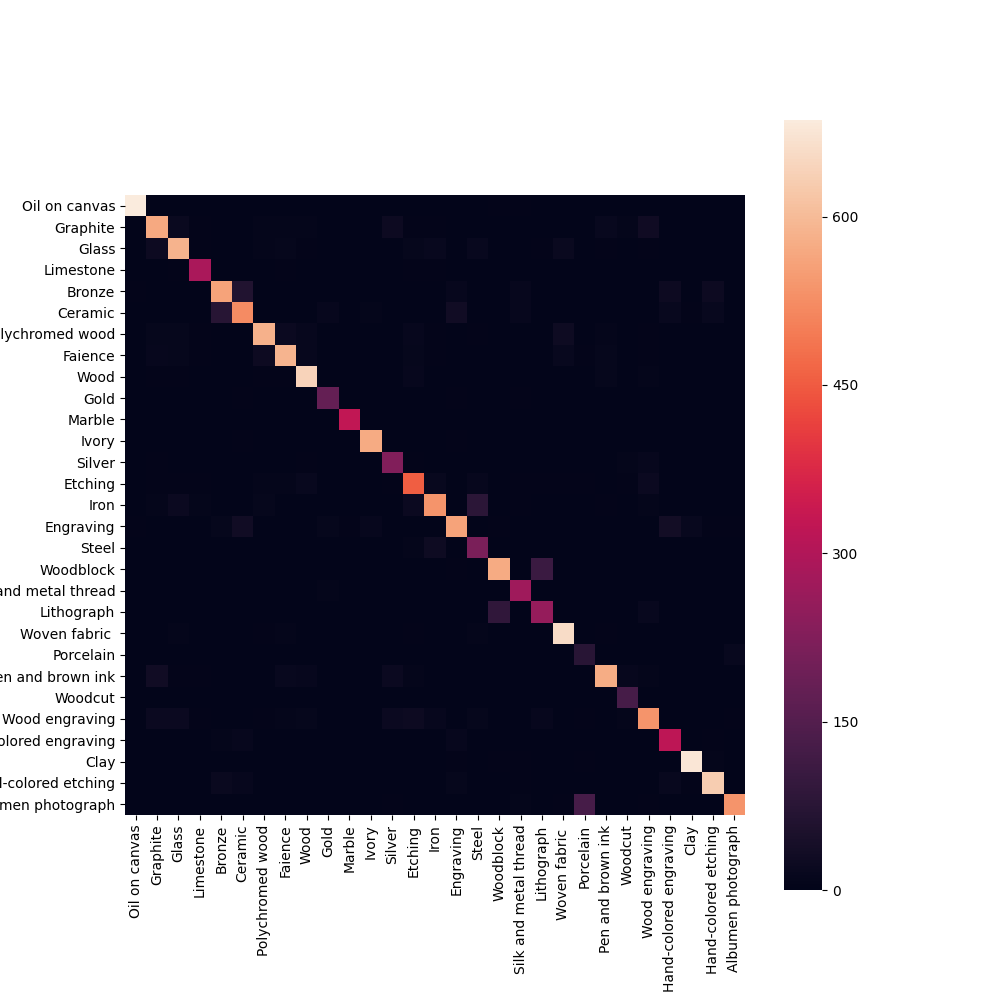 Oil on canvas
Graphite
Glass
Limestone
Bronze
Ceramic
lychromed wood
Faience
Wood
Gold
Marble
Ivory
Silver
Etching
Iron
Engraving
Steel
Woodblock
and metal thread
Lithograph
Woven fabric
Porcelain
en and brown ink
Woodcut
Wood engraving
olored engraving
Clay
d-colored etching
men photograph
Oil on canvas
Graphite
Glass
Limestone
Bronze
Ceramic
Polychromed wood
Faience
Wood
Gold
Marble
Ivory
Silver
Etching
Iron
Engraving
Steel
Woodblock
Silk and metal thread
Lithograph
Woven fabric
Porcelain
Pen and brown ink
Woodcut
Wood engraving
Hand-colored engraving
Clay
Hand-colored etching
Albumen photograph
600
450
300
150
0